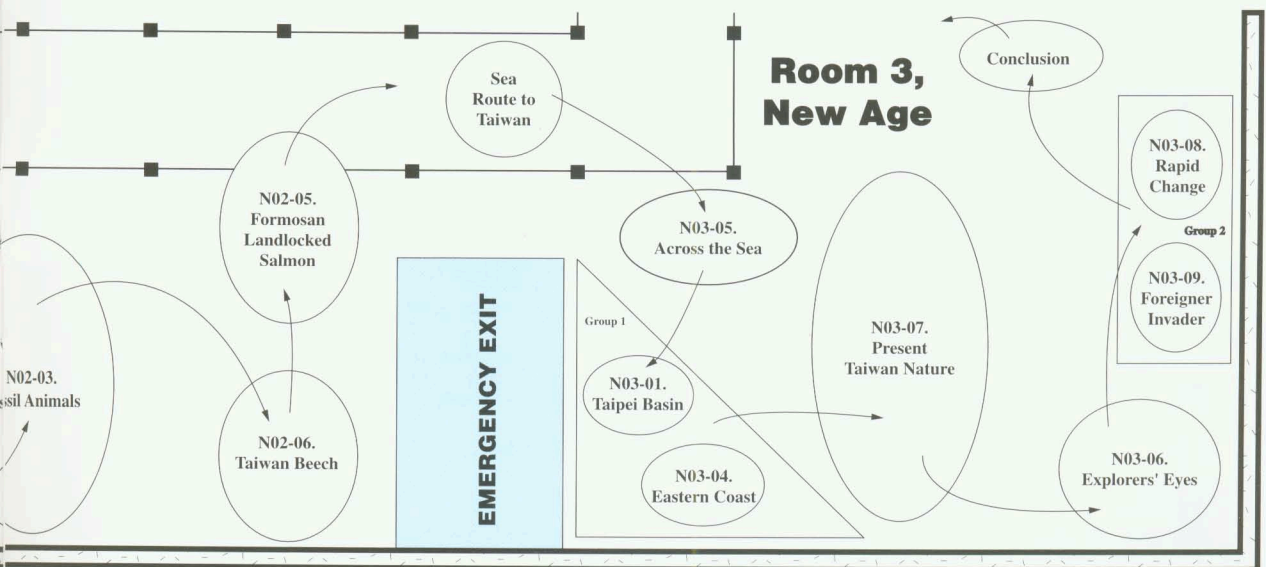 N02-03.
Animals
N02-06.
Taiwan Beech
N02-05.
Formosan
Landlocked
Salmon
Sea
Route to
Taiwan
EMERGENCY EXIT
Room 3,
New Age
N03-05.
Across the Sea
Group 1
N03-01.
Taipei Basin
N03-04.
Eastern Coast
N03-07.
Present
Taiwan Nature
N03-06.
Explorers' Eyes
N03-08.
Rapid
Change
Group 2
N03-09.
Foreigner
Invader
Conclusion